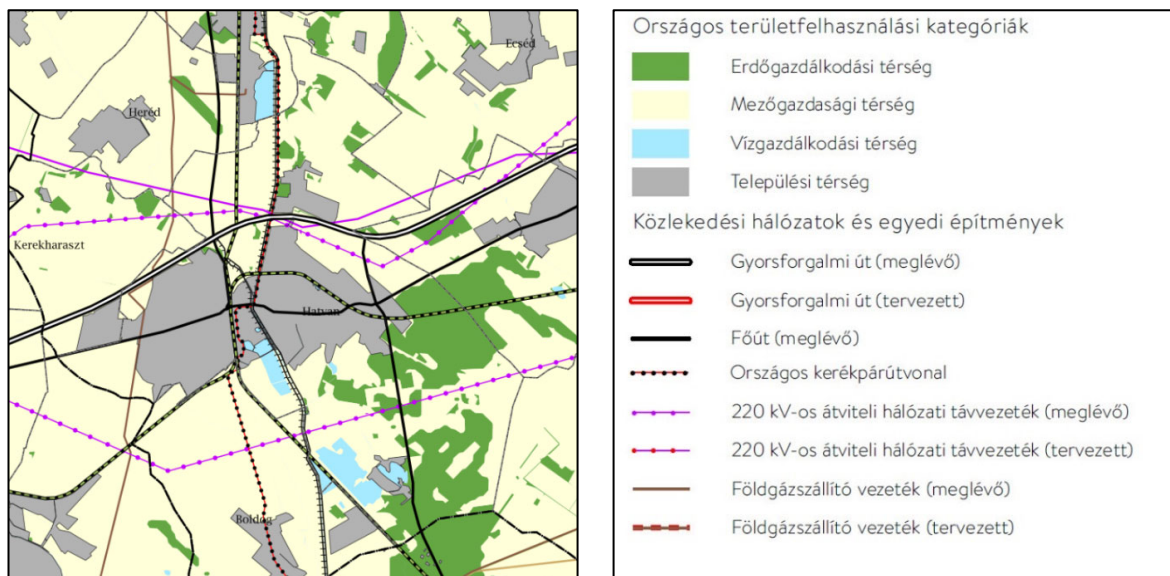 Ecséd
Heréd
Kerekharaszt
Hatvan
Boldog
Országos területfelhasználási kategóriák
Erdőgazdálkodási térség
Mezőgazdasági térség
Vízgazdálkodási térség
Települési térség
Közlekedési hálózatok és egyedi építmények
Gyorsforgalmi út (meglévő)
Gyorsforgalmi út (tervezett)
Főút (meglévő)
Országos kerékpárútvonal
220 kV-os átviteli hálózati távvezeték (meglévő)
220 kV-os átviteli hálózati távvezeték (tervezett)
Földgázszállító vezeték (meglévő)
Földgázszállító vezeték (tervezett)